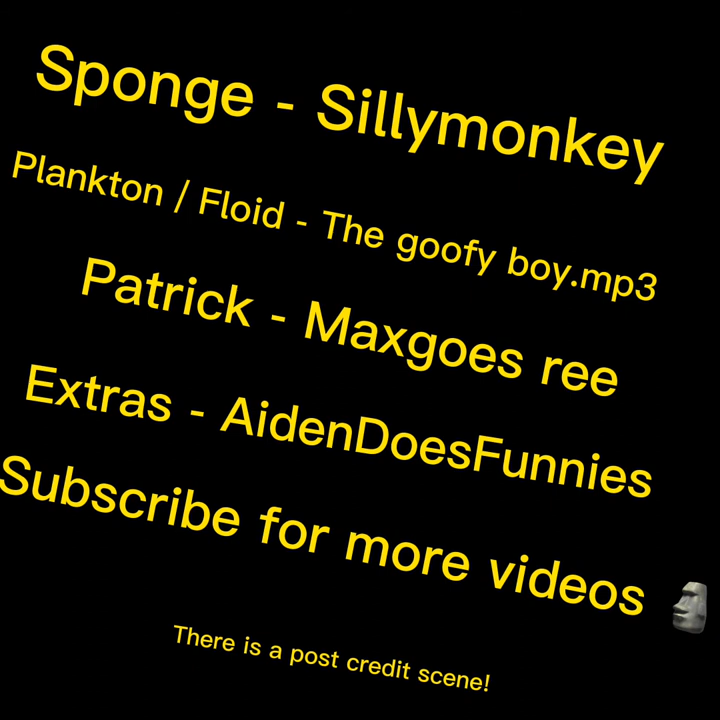 Sponge - Sillymonkey
Plankton / Floid - The goofy boy.mp3
Patrick - Maxgoes ree
Extras - AidenDoesFunnies
Subscribe for more videos 🗿
There is a post credit scene!